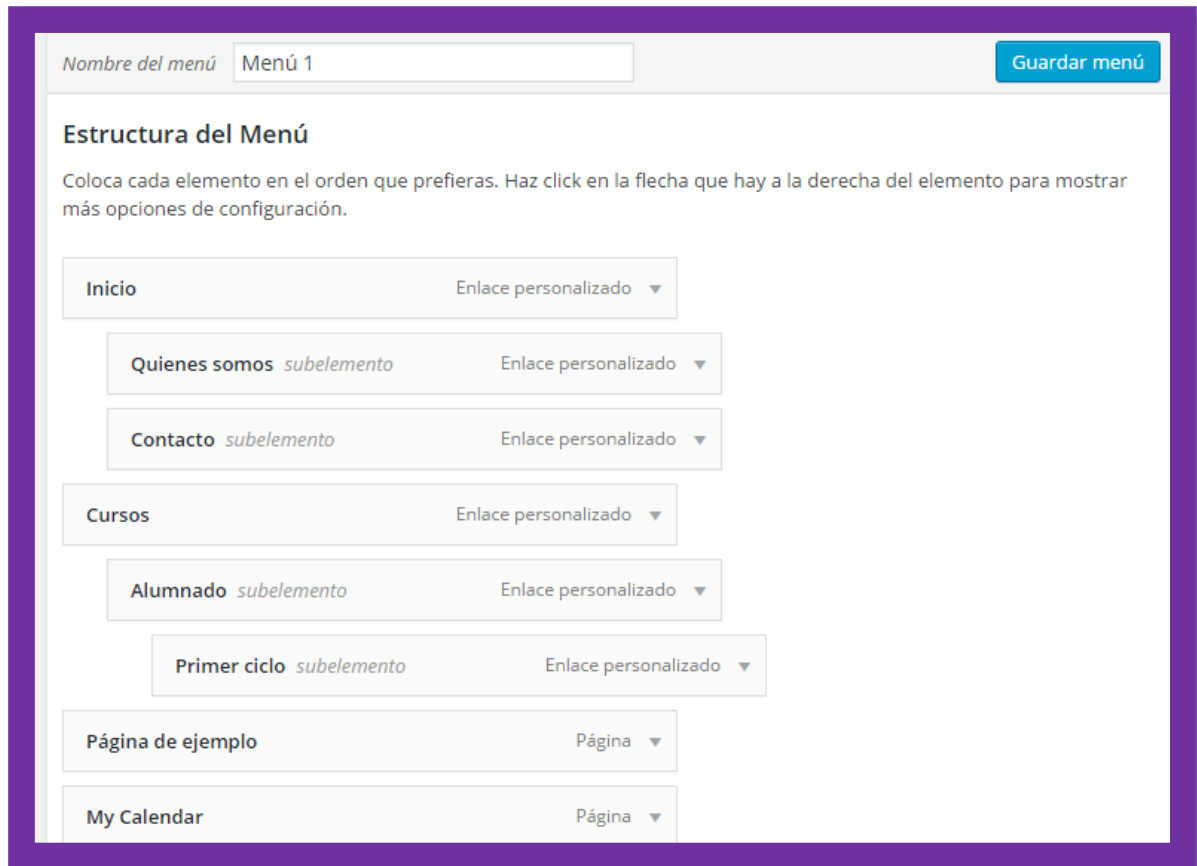 Nombre del menú Menú 1 Guardar menú
Estructura del Menú
Coloca cada elemento en el orden que prefieras. Haz click en la flecha que hay a la derecha del elemento para mostrar
más opciones de configuración.
Inicio Enlace personalizado
Quienes somos subelemento Enlace personalizado
Contacto subelemento Enlace personalizado
Cursos Enlace personalizado
Alumnado subelemento Enlace personalizado
Primer ciclo subelemento Enlace personalizado
Página de ejemplo Página
My Calendar Página